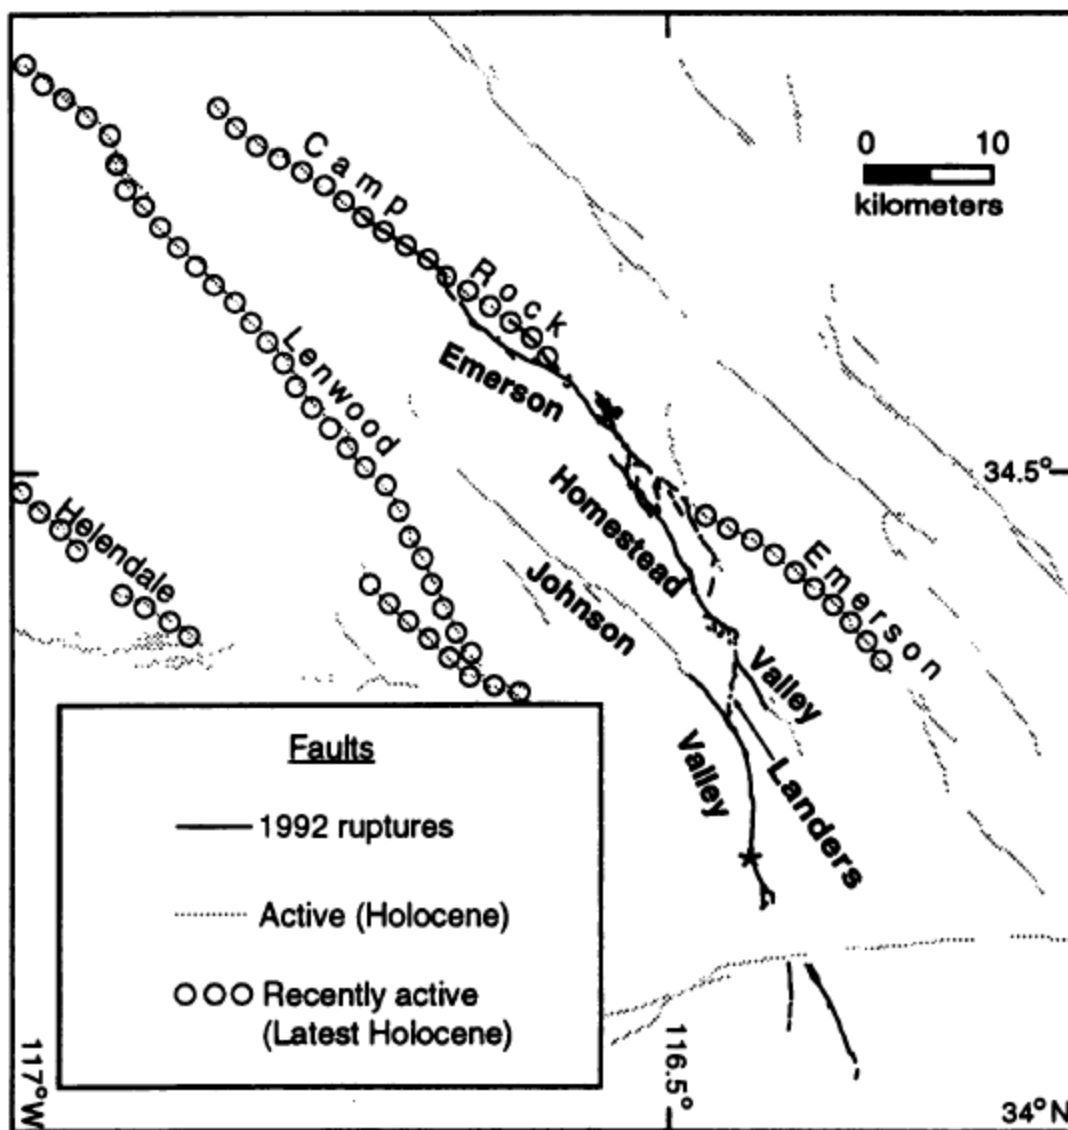 0 10
kilometers
Camp
Rock
Emerson
Lenwood
34.5°
Homestead
Helendale
Johnson
Emerson
Valley
Valley
Landers
Faults
1992 ruptures
Active (Holocene)
Recently active
(Latest Holocene)
117°W
116.5°
34°N